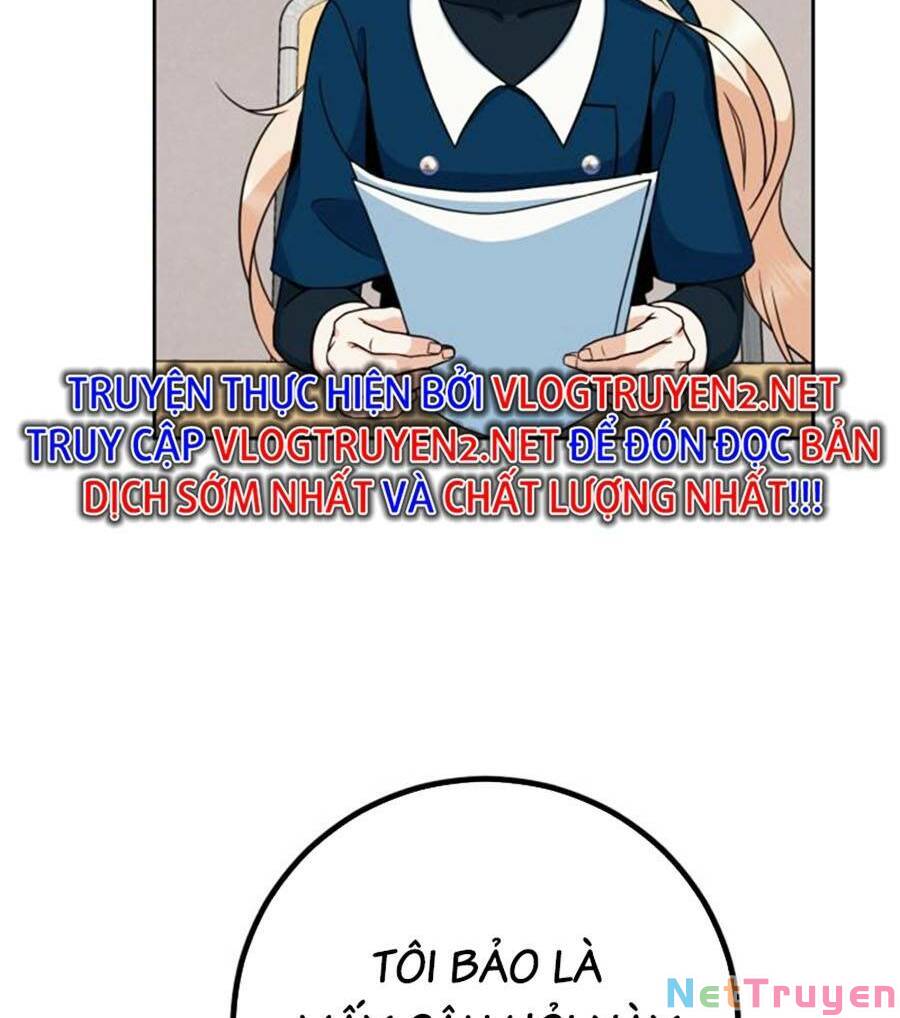 TRUYỆN THỰC HIỆN BỞI VLOGTRUYEN2.NET
TRUY CẬP VLOGTRUYEN2.NET ĐỂ ĐÓN ĐỌC BẢN
DỊCH SỚM NHẤT VÀ CHẤT LƯỢNG NHẤT!!!
TÔI BẢO LÀ
NetTruyen